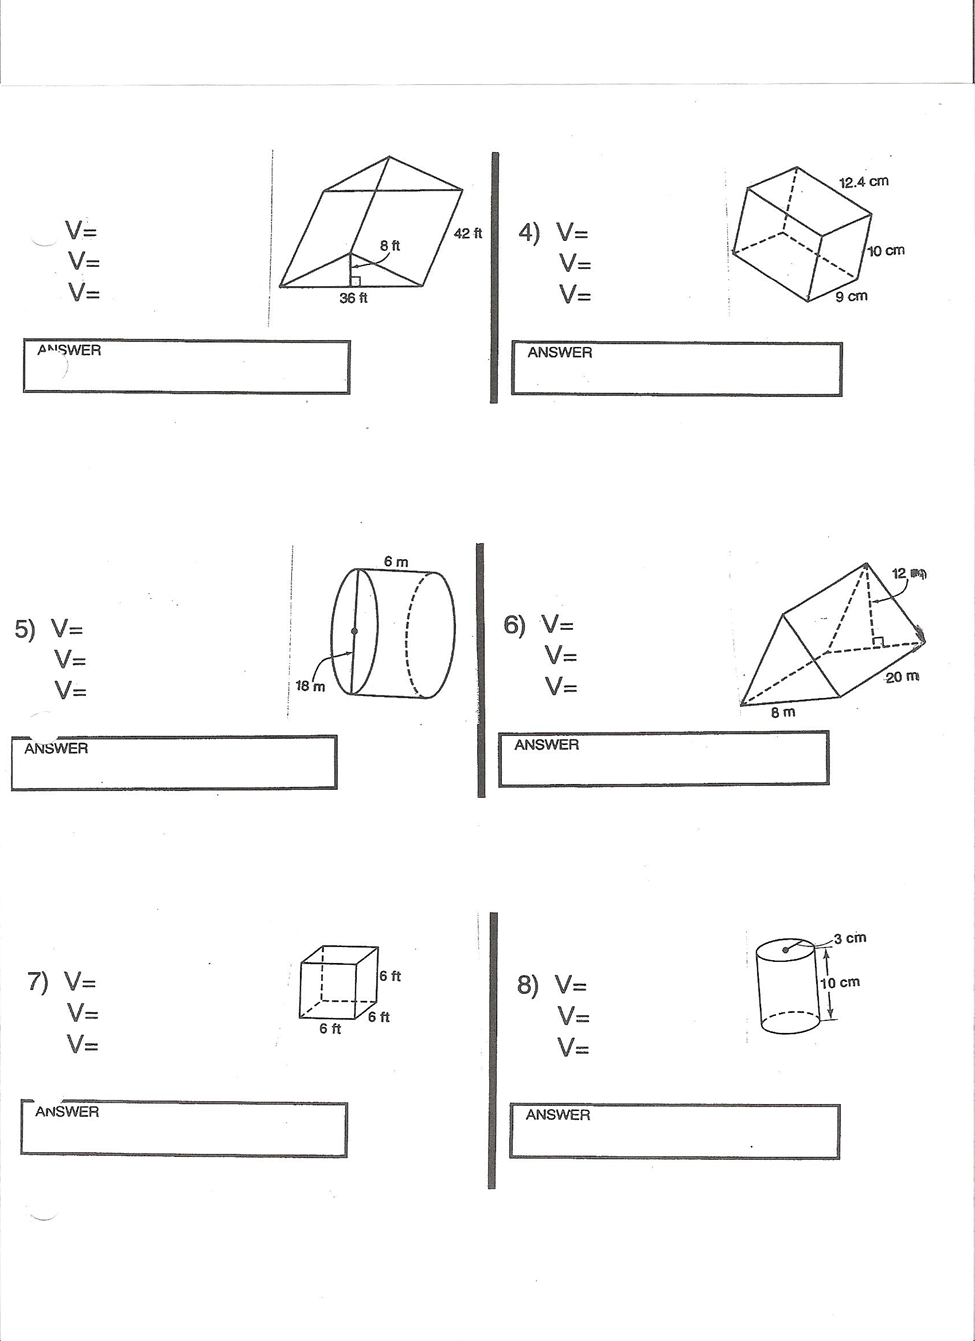 V=
V=
V=
8 ft
42 ft
36 ft
ANSWER
4) V=
V=
V=
12.4 cm
10 cm
9 cm
ANSWER
5) V=
V=
V=
6 m
18 m
ANSWER
6) V=
V=
V=
12 m
20 m
8 m
ANSWER
7) V=
V=
V=
6 ft
6 ft
6 ft
ANSWER
8) V=
V=
V=
3 cm
10 cm
ANSWER